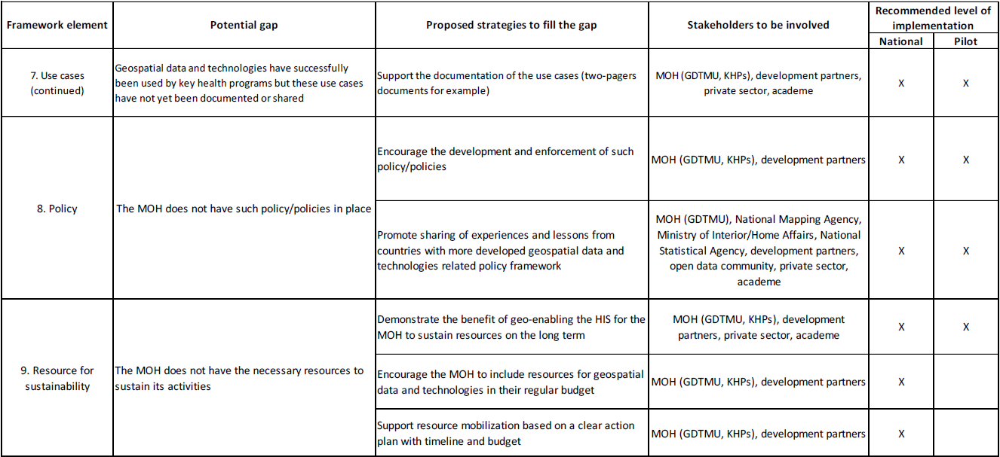 Framework element
Potential gap
Proposed strategies to fill the gap
Stakeholders to be involved
Recommended level of
implementation
National
Pilot
7. Use cases
(continued)
Geospatial data and technologies have successfully
been used by key health programs but these use cases
have not yet been documented or shared
Support the documentation of the use cases (two-pagers
documents for example)
MOH (GDTMU, KHPs), development partners,
private sector, academe
X
X
8. Policy
The MOH does not have such policy/policies in place
Encourage the development and enforcement of such
policy/policies
MOH (GDTMU, KHPs), development partners
X
X
Promote sharing of experiences and lessons from
countries with more developed geospatial data and
technologies related policy framework
MOH (GDTMU), National Mapping Agency,
Ministry of Interior/Home Affairs, National
Statistical Agency, development partners,
open data community, private sector,
academe
X
X
9. Resource for
sustainability
The MOH does not have the necessary resources to
sustain its activities
Demonstrate the benefit of geo-enabling the HIS for the
MOH to sustain resources on the long term
MOH (GDTMU, KHPs), development
partners, private sector, academe
X
X
Encourage the MOH to include resources for geospatial
data and technologies in their regular budget
MOH (GDTMU, KHPs), development partners
X
Support resource mobilization based on a clear action
plan with timeline and budget
MOH (GDTMU, KHPs), development partners
X